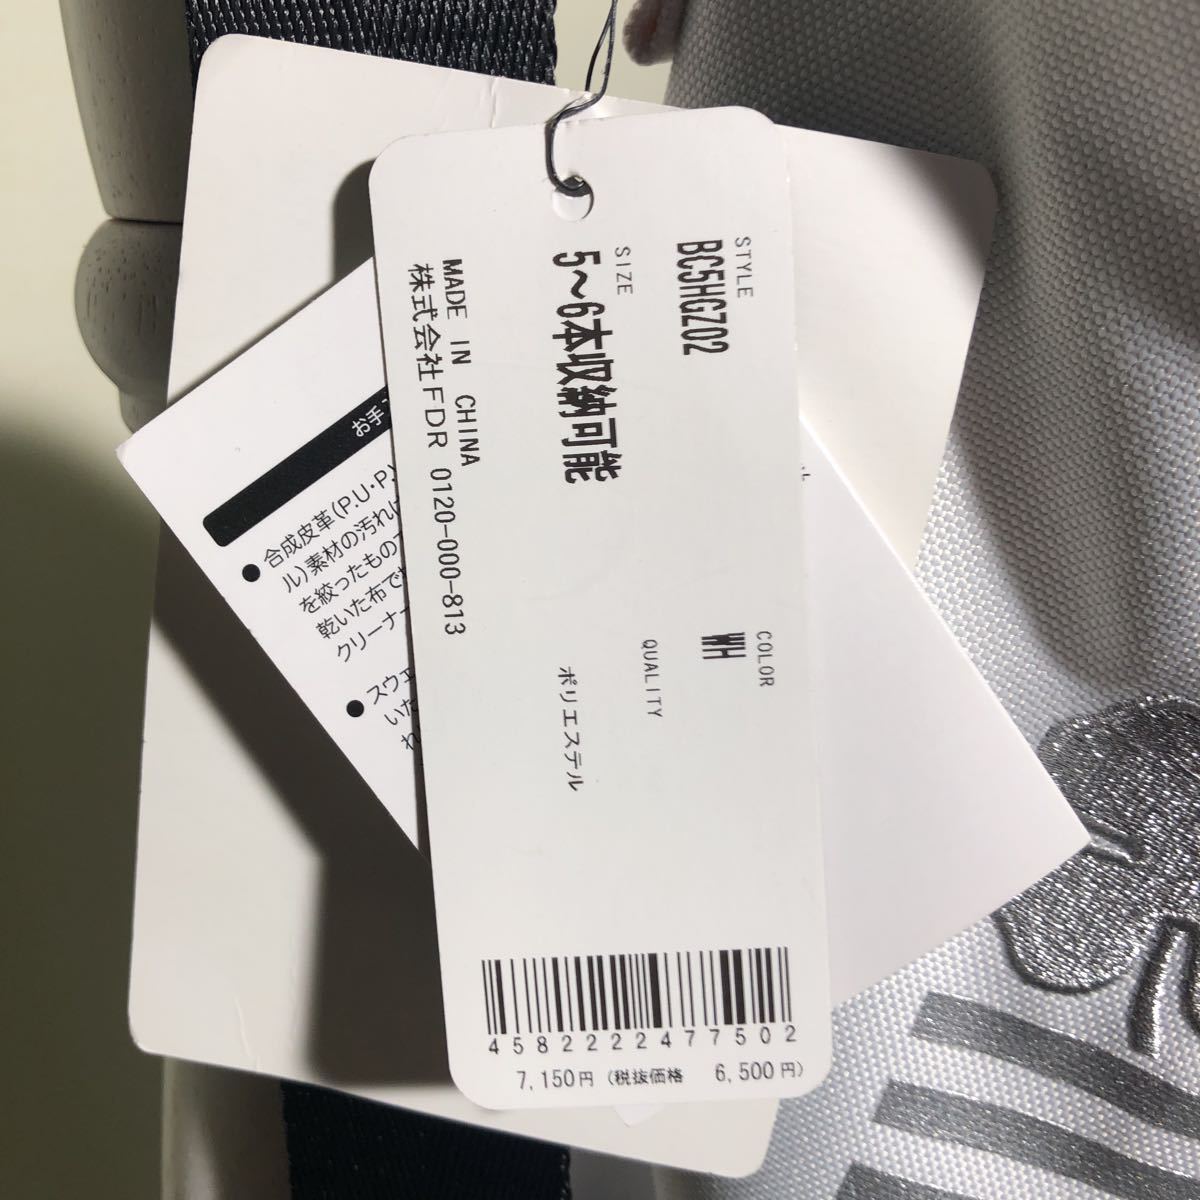 STYLE
BC5HGZ02
SIZE
5〜6本収納可能
MADE IN CHINA
株式会社FDR 0120-000-813
COLOR
WH
QUALITY
ポリエステル
4582222477502
7,150円 (税抜価格 6,500円)
お手
● 合成皮革(P.U・P.
ル)素材の汚れ
を絞ったもの
乾いた布で
クリーナー
● スウェ
いた
れ